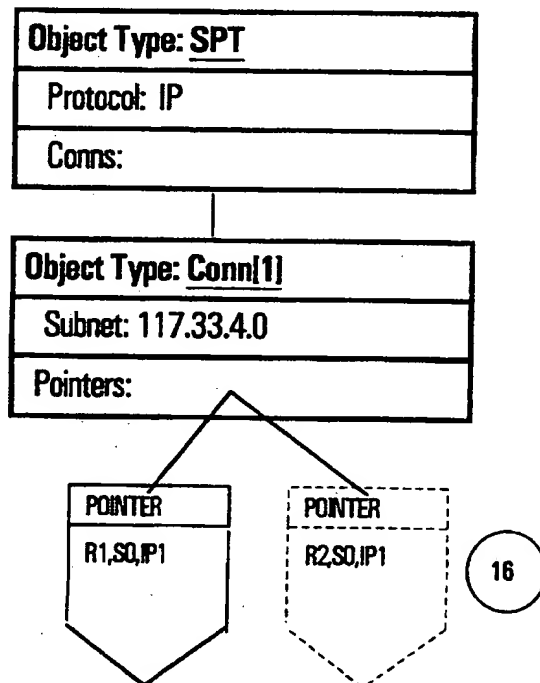 Object Type: SPT
Protocol: IP
Conns:
Object Type: Conn[1]
Subnet: 117.33.4.0
Pointers:
POINTER
R1,S0,IP1
POINTER
R2,S0,IP1
16